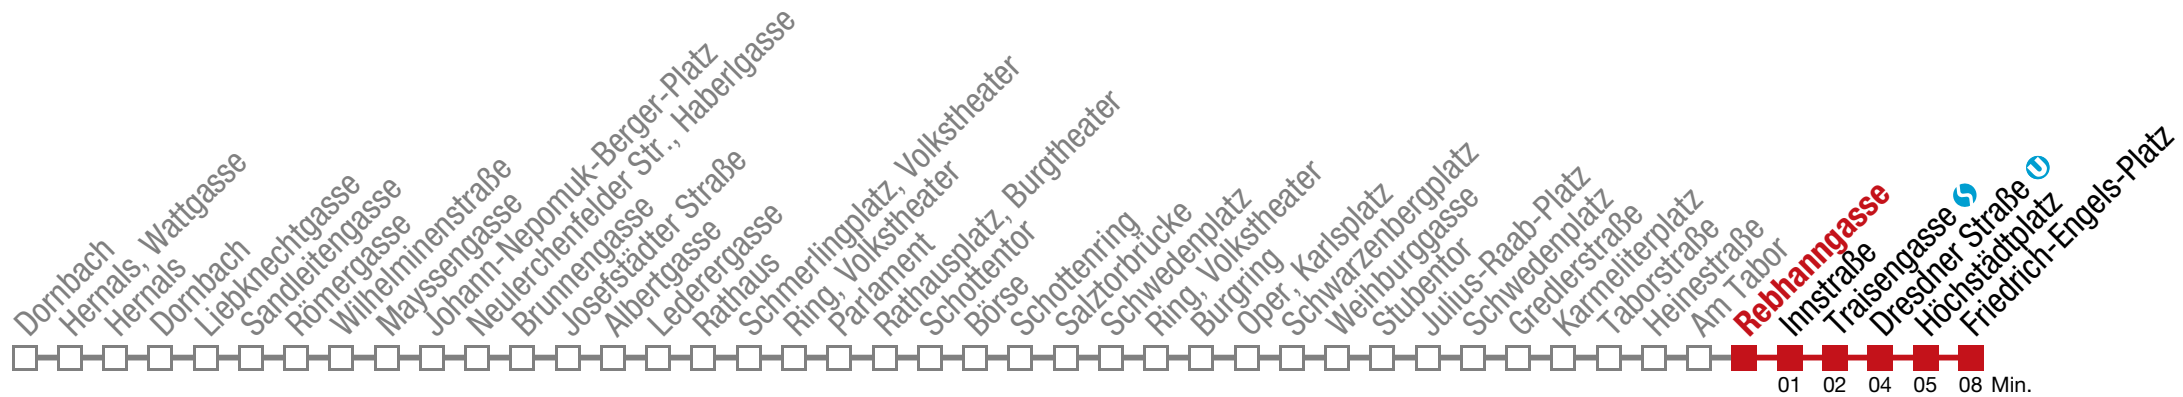 Dornbach
Hernals, Wattgasse
Hernals
Dornbach
Liebknechtgasse
Sandleitengasse
Römergasse
Wilhelminenstraße
Mayssengasse
Johann-Nepomuk-Berger-Platz
Neulerchenfelder Str., Haberlgasse
Brunnengasse
Josefstädter Straße
Albertgasse
Lederergasse
Rathaus
Schmerlingplatz, Volkstheater
Ring, Volkstheater
Parlament
Rathausplatz, Burgtheater
Schottentor
Börse
Schottenring
Salztorbrücke
Schwedenplatz
Ring, Volkstheater
Burgring
Oper, Karlsplatz
Schwarzenbergplatz
Weihburggasse
Stubentor
Julius-Raab-Platz
Schwedenplatz
Gredlerstraße
Karmeliterplatz
Taborstraße
Heinestraße
Am Tabor
Rebhanngasse
Innstraße
Traisengasse S
Dresdner Straße U
Höchstädtplatz
Friedrich-Engels-Platz
01 02 04 05 08 Min.